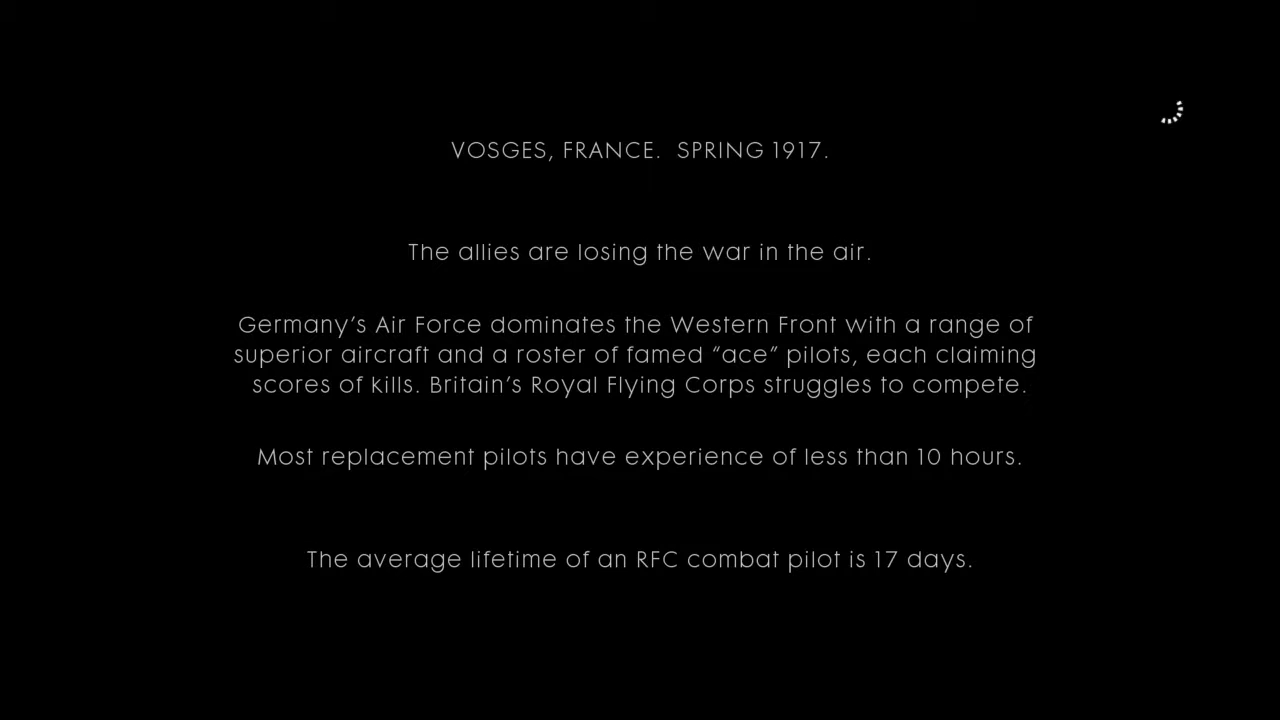 VOSGES, FRANCE.  SPRING 1917.
The allies are losing the war in the air.
Germany’s Air Force dominates the Western Front with a range of
superior aircraft and a roster of famed “ace” pilots, each claiming
scores of kills. Britain’s Royal Flying Corps struggles to compete.
Most replacement pilots have experience of less than 10 hours.
The average lifetime of an RFC combat pilot is 17 days.